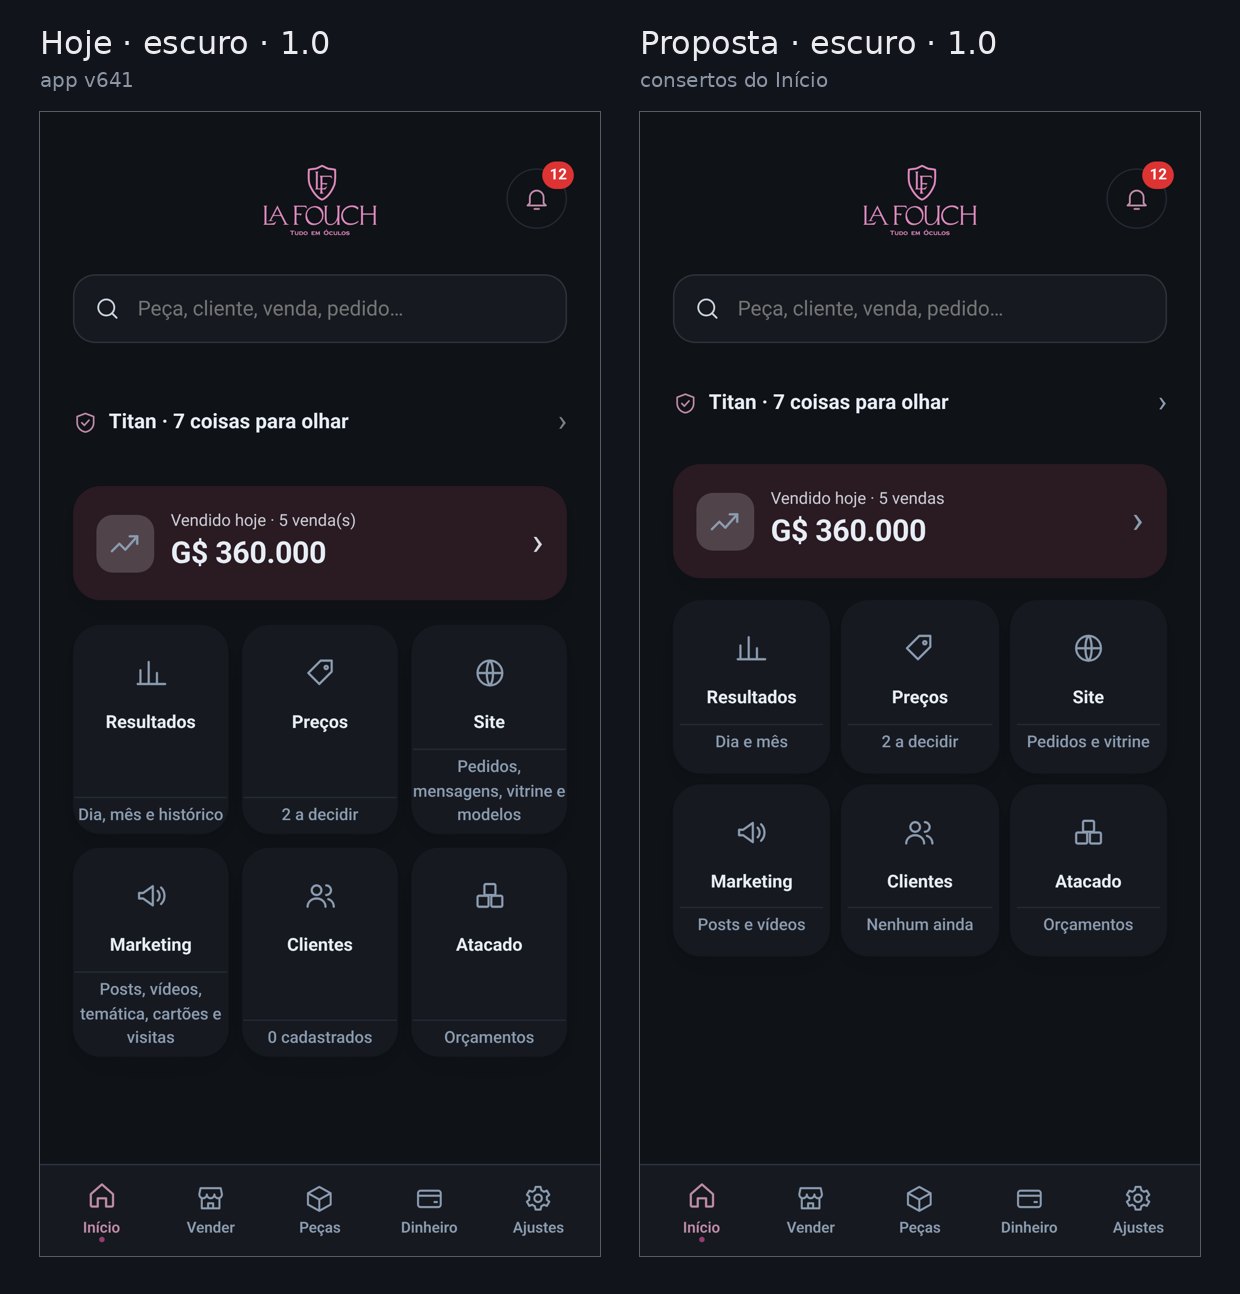 Hoje · escuro · 1.0
app v641
LF
LA FOUCH
TUDO EM ÓCULOS
12
Peça, cliente, venda, pedido...
Titan · 7 coisas para olhar
Vendido hoje · 5 venda(s)
G$ 360.000
Resultados
Dia, mês e histórico
Preços
2 a decidir
Site
Pedidos,
mensagens, vitrine e
modelos
Marketing
Posts, vídeos,
temática, cartões e
visitas
Clientes
0 cadastrados
Atacado
Orçamentos
Início
Vender
Peças
Dinheiro
Ajustes
Proposta · escuro · 1.0
consertos do Início
LF
LA FOUCH
TUDO EM ÓCULOS
12
Peça, cliente, venda, pedido...
Titan · 7 coisas para olhar
Vendido hoje · 5 vendas
G$ 360.000
Resultados
Dia e mês
Preços
2 a decidir
Site
Pedidos e vitrine
Marketing
Posts e vídeos
Clientes
Nenhum ainda
Atacado
Orçamentos
Início
Vender
Peças
Dinheiro
Ajustes